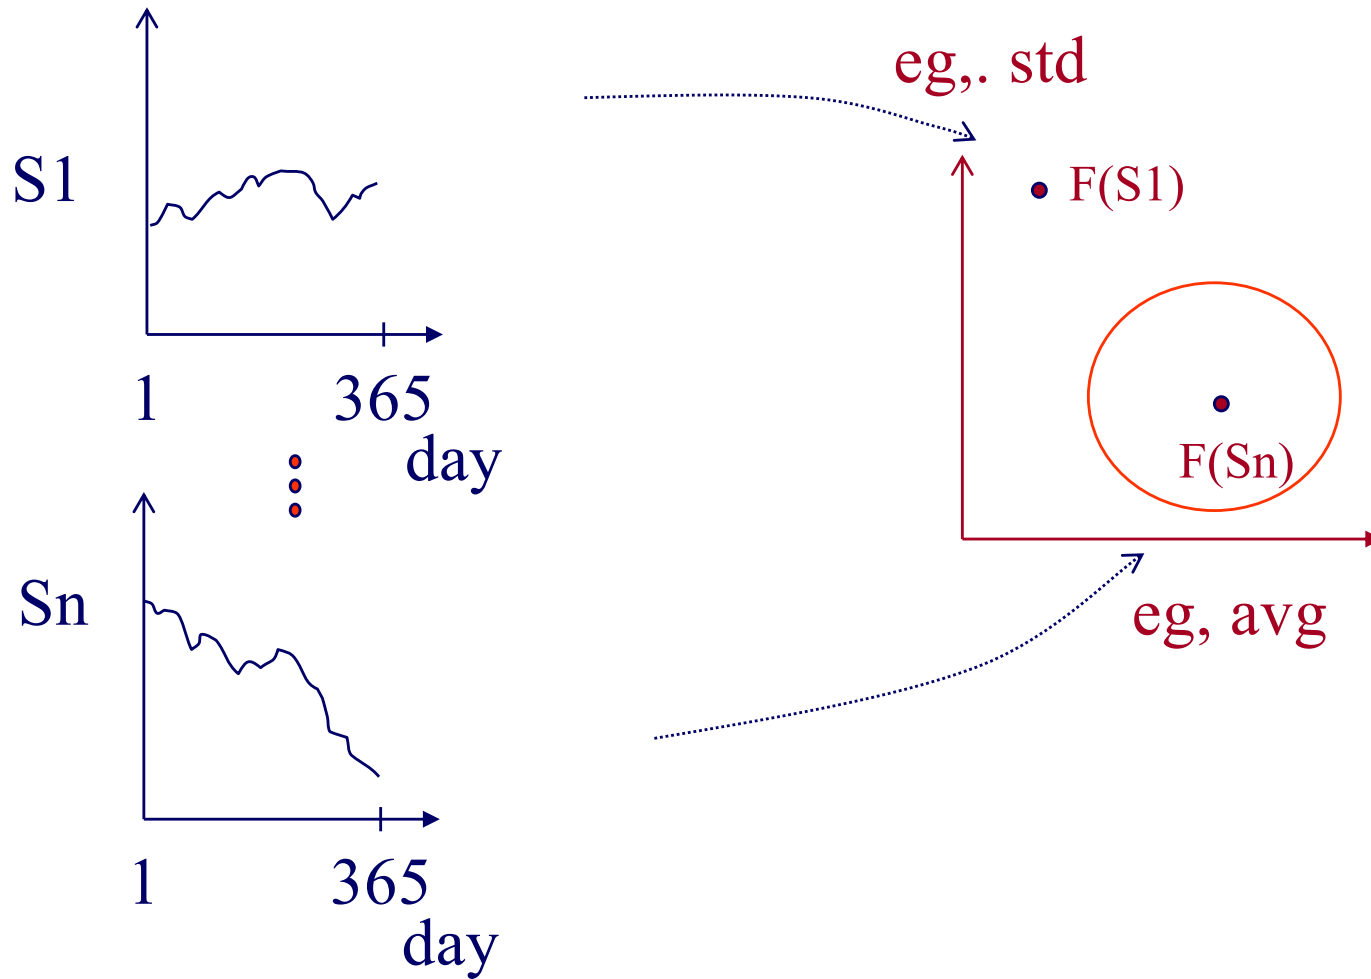 S1
1 365
day
Sn
1 365
day
eg,. std
F(S1)
F(Sn)
eg, avg